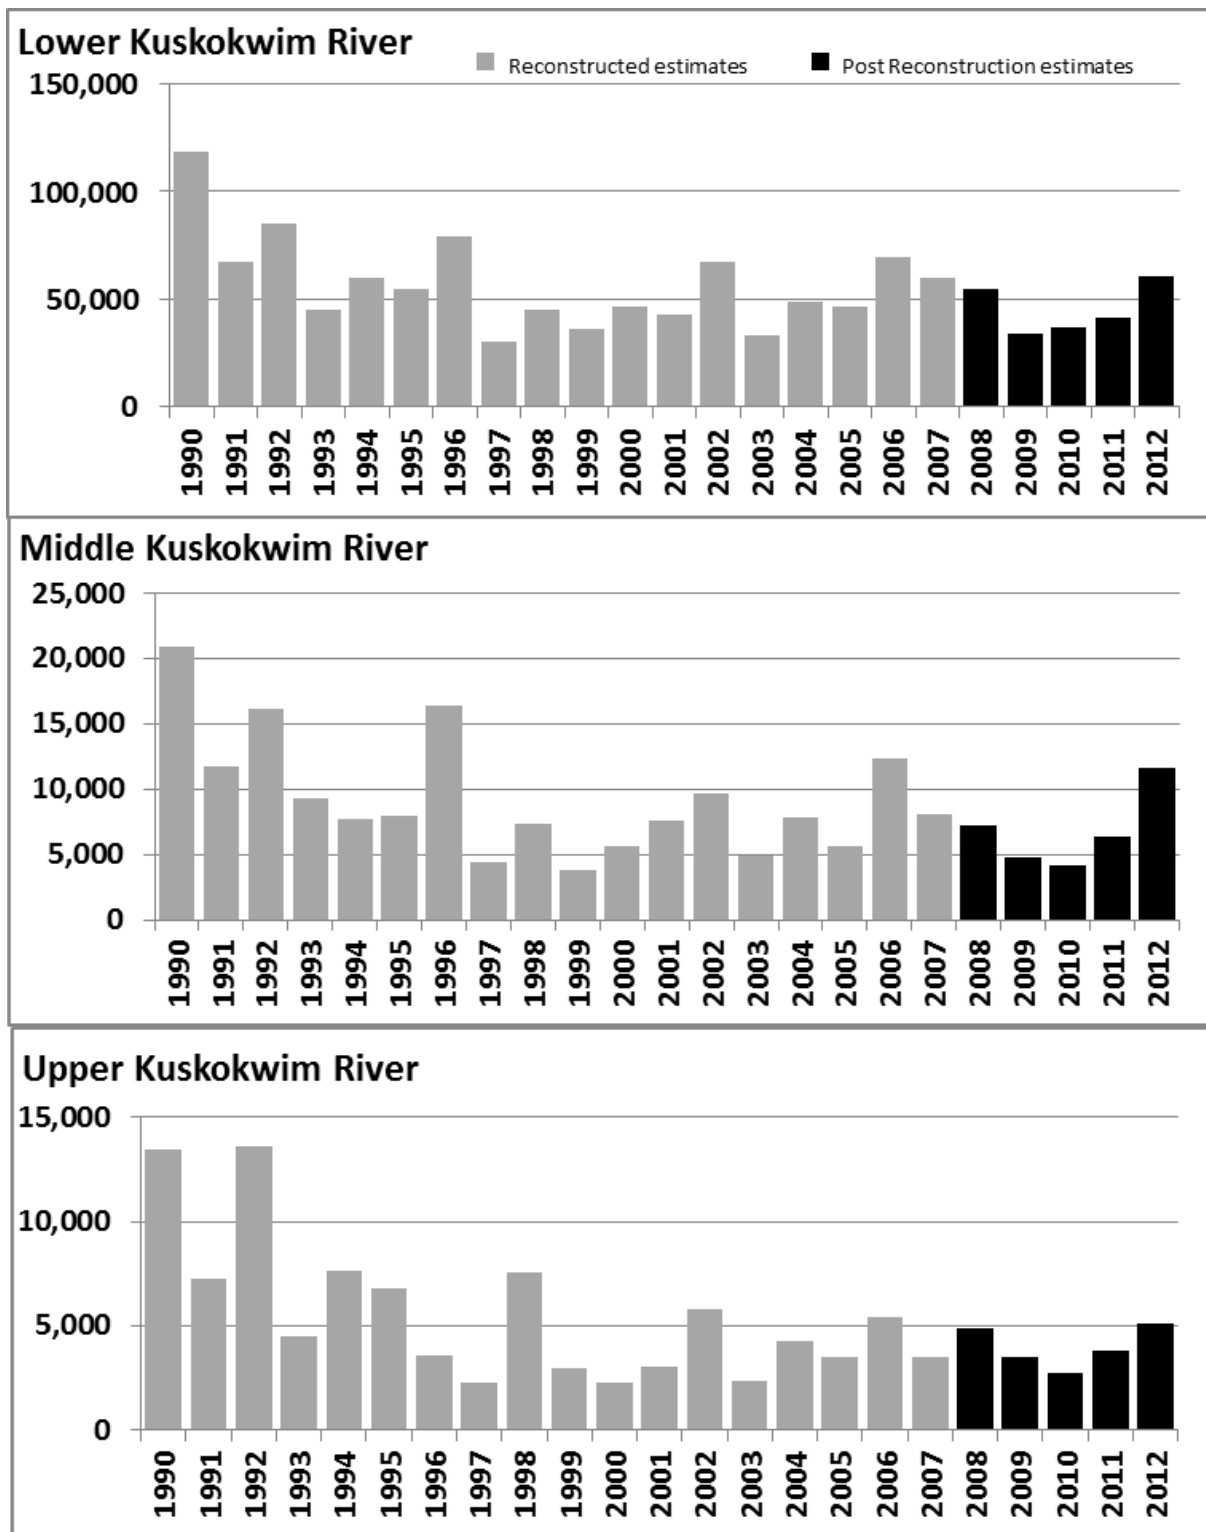 Lower Kuskokwim River
Reconstructed estimates Post Reconstruction estimates
150,000
100,000
50,000
0
1990 1991 1992 1993 1994 1995 1996 1997 1998 1999 2000 2001 2002 2003 2004 2005 2006 2007 2008 2009 2010 2011 2012
Middle Kuskokwim River
25,000
20,000
15,000
10,000
5,000
0
1990 1991 1992 1993 1994 1995 1996 1997 1998 1999 2000 2001 2002 2003 2004 2005 2006 2007 2008 2009 2010 2011 2012
Upper Kuskokwim River
15,000
10,000
5,000
0
1990 1991 1992 1993 1994 1995 1996 1997 1998 1999 2000 2001 2002 2003 2004 2005 2006 2007 2008 2009 2010 2011 2012